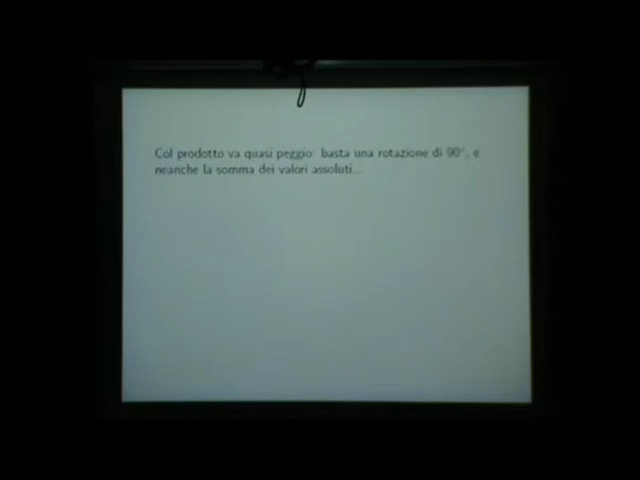 Col prodotto va quasi peggio: basta una rotazione di 90°, e
neanche la somma dei valori assoluti...